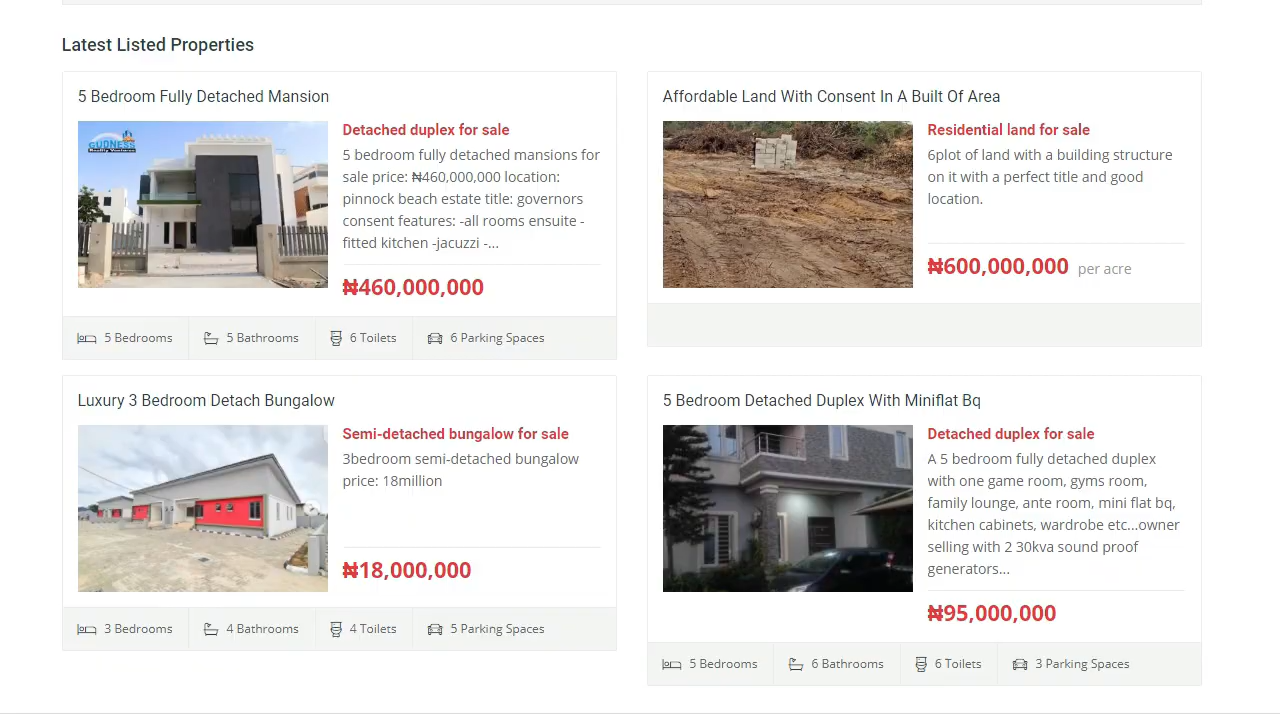 Latest Listed Properties
5 Bedroom Fully Detached Mansion
GUDNESS
Reality Ventures
Detached duplex for sale
5 bedroom fully detached mansions for
sale price: ₦460,000,000 location:
pinnock beach estate title: governors
consent features: -all rooms ensuite -
fitted kitchen -jacuzzi -...
₦460,000,000
5 Bedrooms
5 Bathrooms
6 Toilets
6 Parking Spaces
Affordable Land With Consent In A Built Of Area
Residential land for sale
6plot of land with a building structure
on it with a perfect title and good
location.
₦600,000,000 per acre
Luxury 3 Bedroom Detach Bungalow
Semi-detached bungalow for sale
3bedroom semi-detached bungalow
price: 18million
₦18,000,000
3 Bedrooms
4 Bathrooms
4 Toilets
5 Parking Spaces
5 Bedroom Detached Duplex With Miniflat Bq
Detached duplex for sale
A 5 bedroom fully detached duplex
with one game room, gyms room,
family lounge, ante room, mini flat bq,
kitchen cabinets, wardrobe etc...owner
selling with 2 30kva sound proof
generators...
₦95,000,000
5 Bedrooms
6 Bathrooms
6 Toilets
3 Parking Spaces